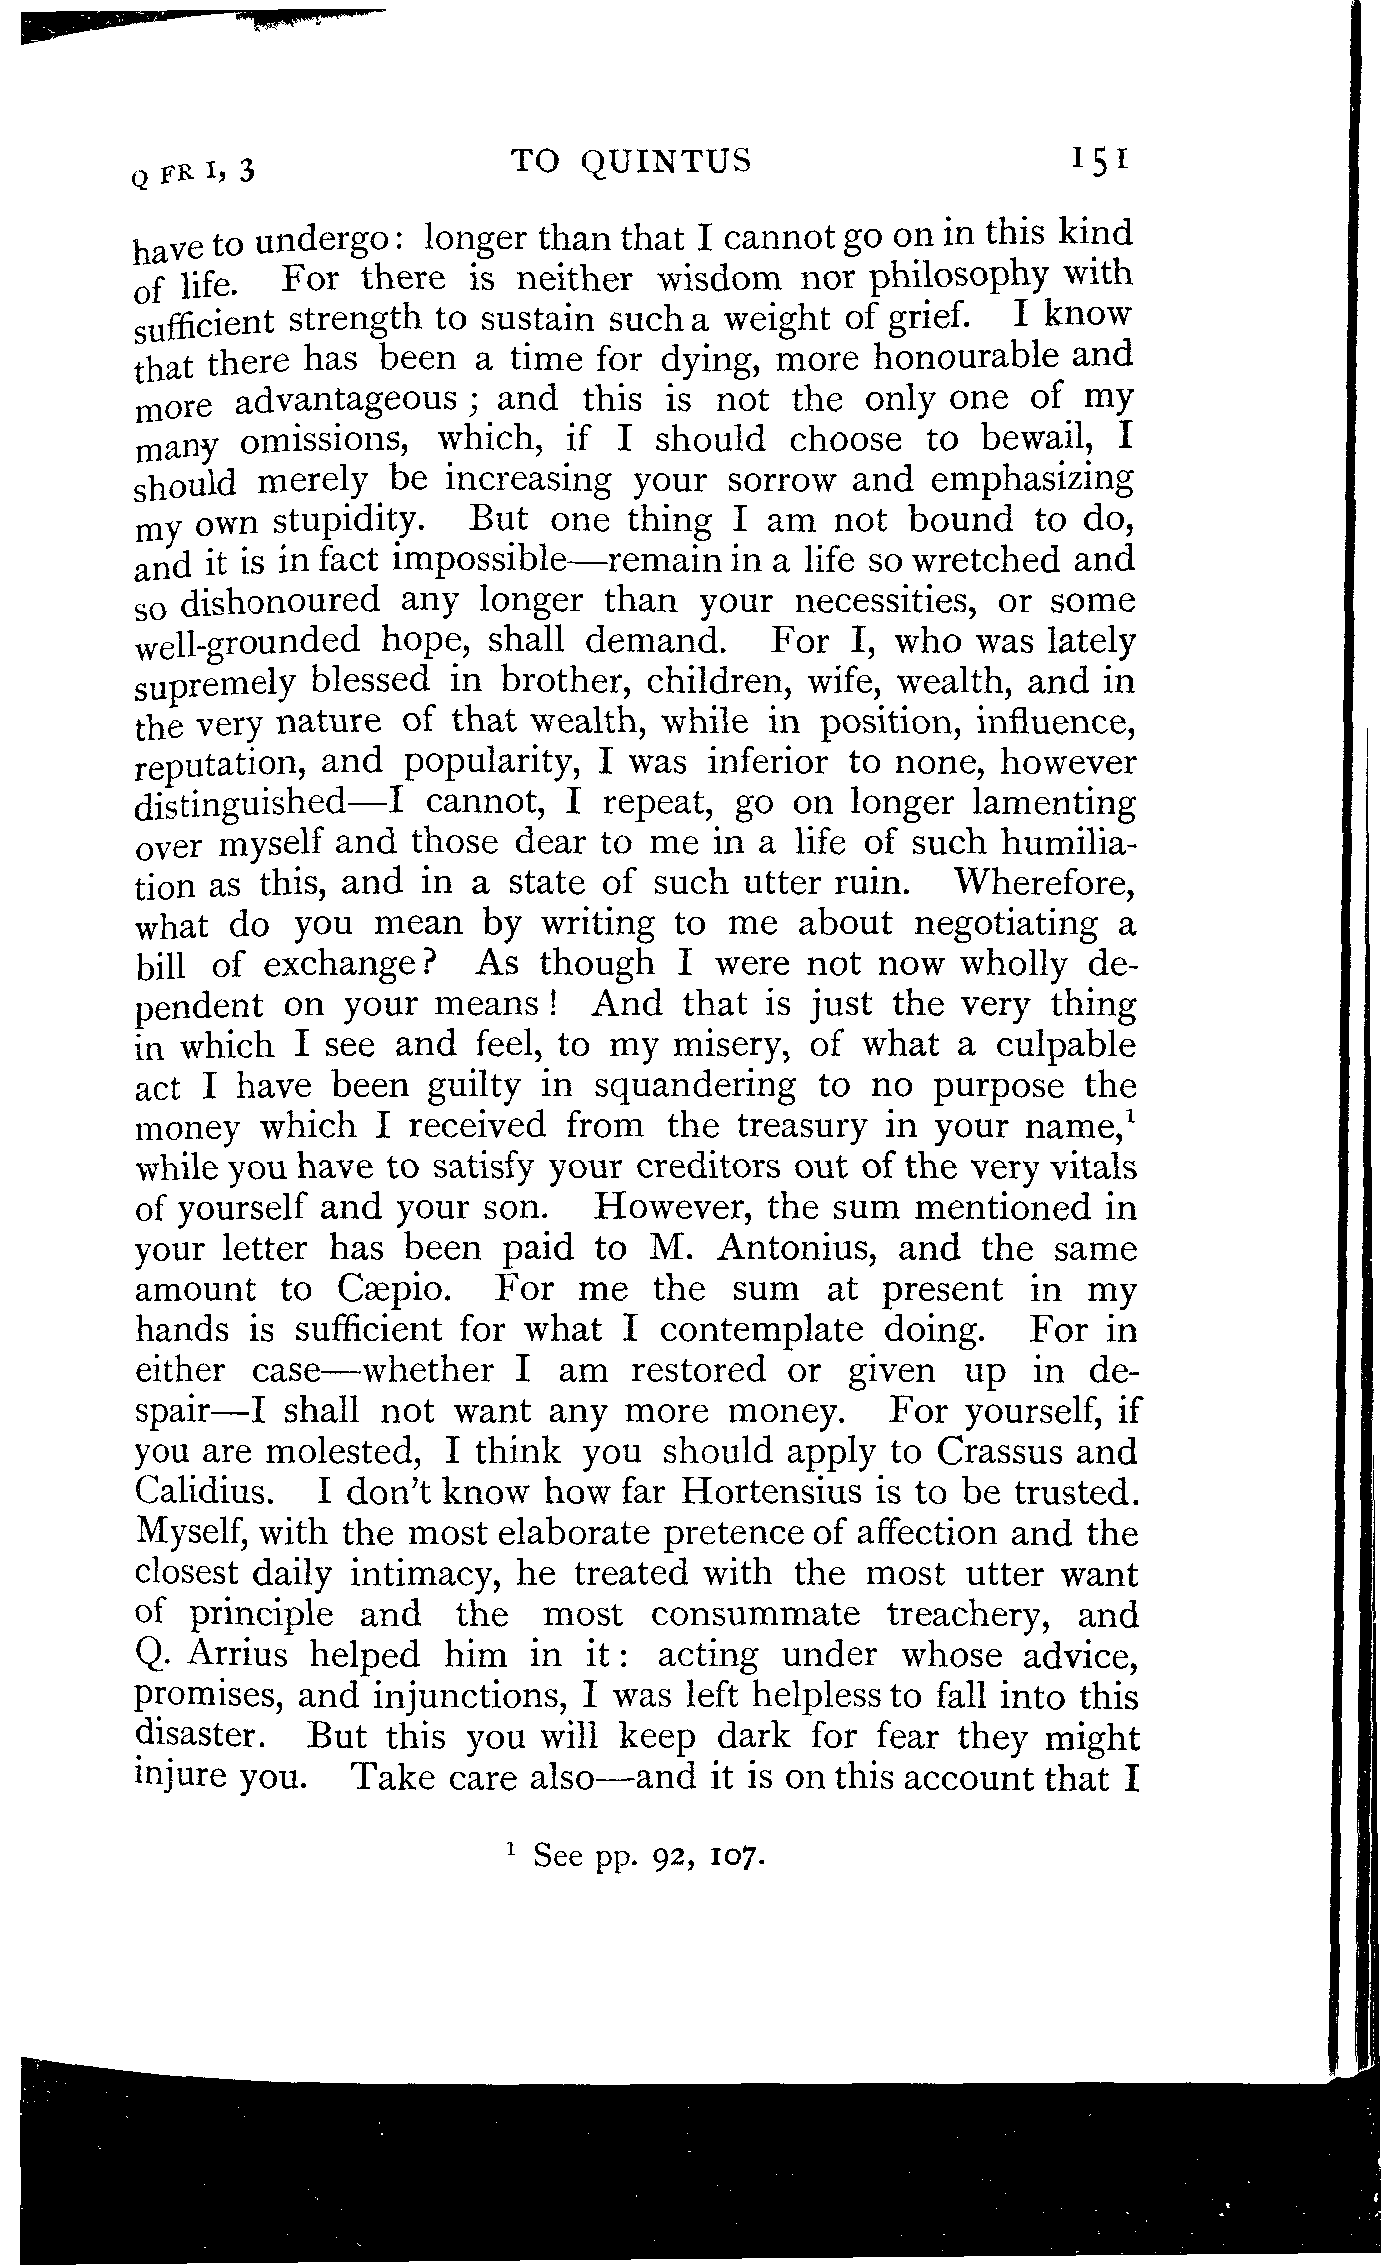 Q FR I, 3 TO QUINTUS 151
have to undergo: longer than that I cannot go on in this kind
of life. For there is neither wisdom nor philosophy with
sufficient strength to sustain such a weight of grief. I know
that there has been a time for dying, more honourable and
more advantageous; and this is not the only one of my
many omissions, which, if I should choose to bewail, I
should merely be increasing your sorrow and emphasizing
my own stupidity. But one thing I am not bound to do,
and it is in fact impossible—remain in a life so wretched and
so dishonoured any longer than your necessities, or some
well-grounded hope, shall demand. For I, who was lately
supremely blessed in brother, children, wife, wealth, and in
the very nature of that wealth, while in position, influence,
reputation, and popularity, I was inferior to none, however
distinguished—I cannot, I repeat, go on longer lamenting
over myself and those dear to me in a life of such humilia-
tion as this, and in a state of such utter ruin. Wherefore,
what do you mean by writing to me about negotiating a
bill of exchange? As though I were not now wholly de-
pendent on your means! And that is just the very thing
in which I see and feel, to my misery, of what a culpable
act I have been guilty in squandering to no purpose the
money which I received from the treasury in your name,¹
while you have to satisfy your creditors out of the very vitals
of yourself and your son. However, the sum mentioned in
your letter has been paid to M. Antonius, and the same
amount to Cæpio. For me the sum at present in my
hands is sufficient for what I contemplate doing. For in
either case—whether I am restored or given up in de-
spair—I shall not want any more money. For yourself, if
you are molested, I think you should apply to Crassus and
Calidius. I don't know how far Hortensius is to be trusted.
Myself, with the most elaborate pretence of affection and the
closest daily intimacy, he treated with the most utter want
of principle and the most consummate treachery, and
Q. Arrius helped him in it: acting under whose advice,
promises, and injunctions, I was left helpless to fall into this
disaster. But this you will keep dark for fear they might
injure you. Take care also—and it is on this account that I
¹ See pp. 92, 107.